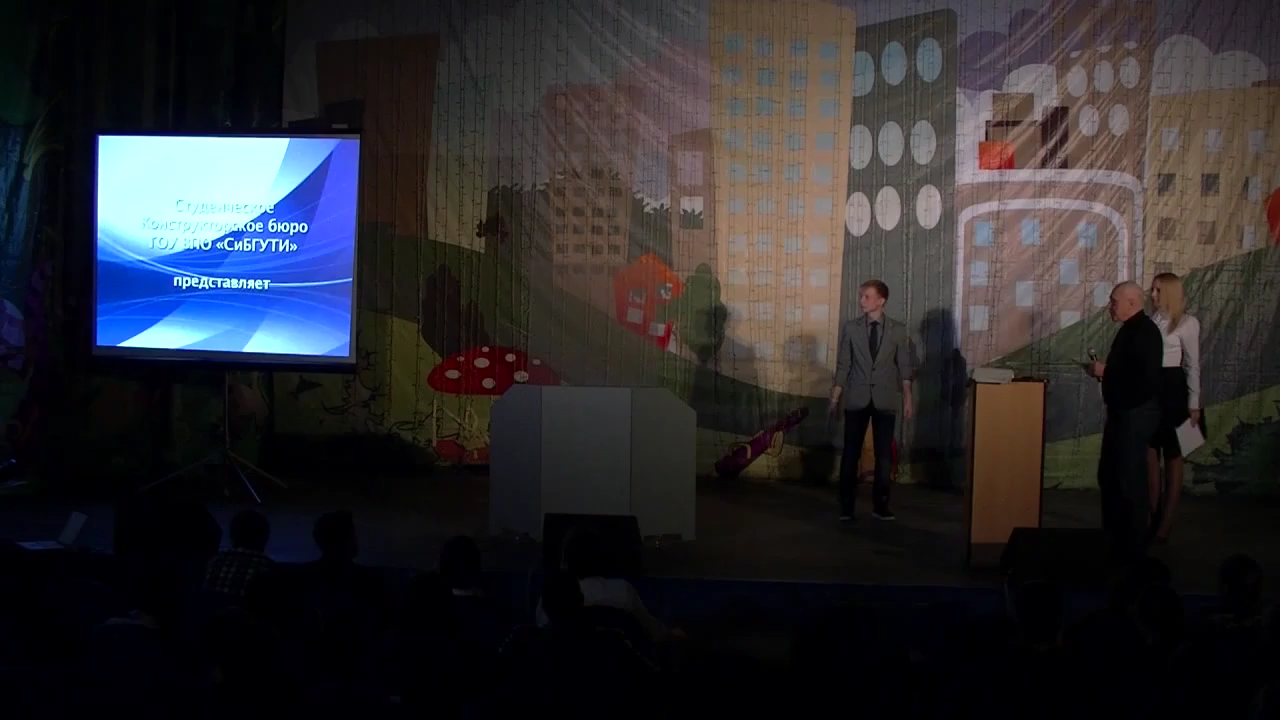 Студенческое
Конструкторское бюро
ГОУ ВПО «СиБГУТИ»
представляет